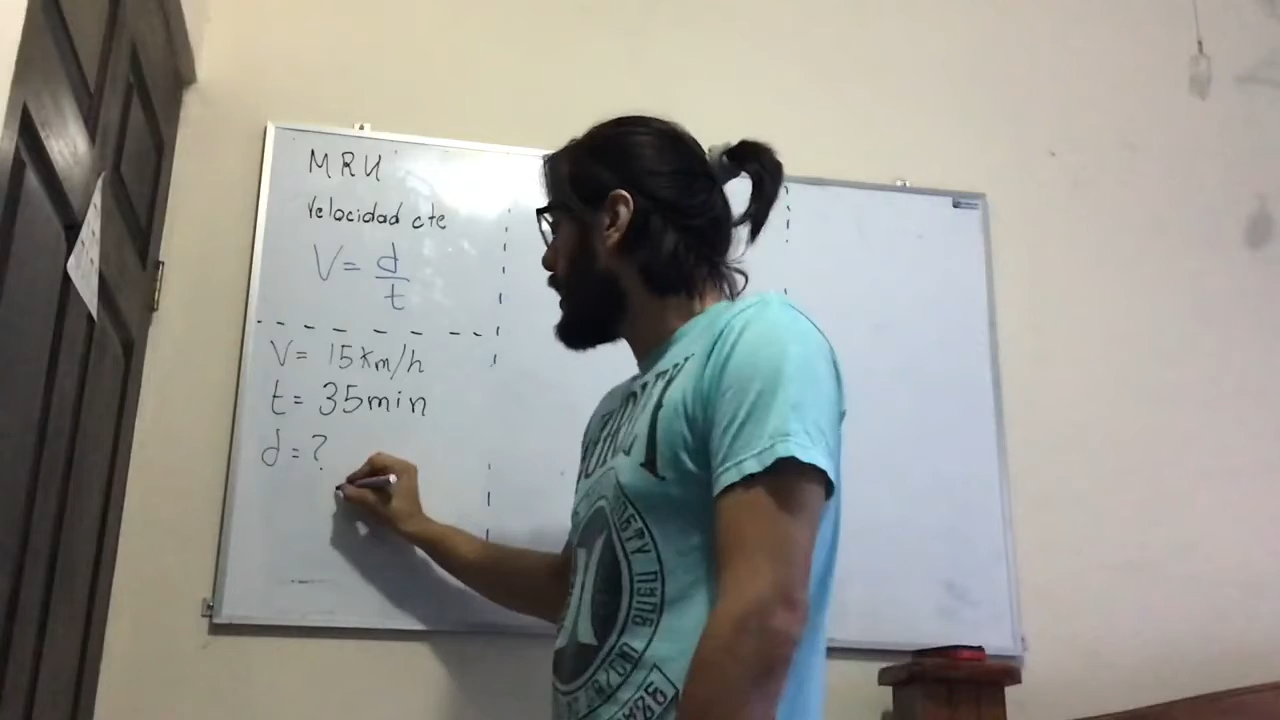 MRU
Velocidad cte
V = d
t
V = 15Km/h
t = 35min
d = ?